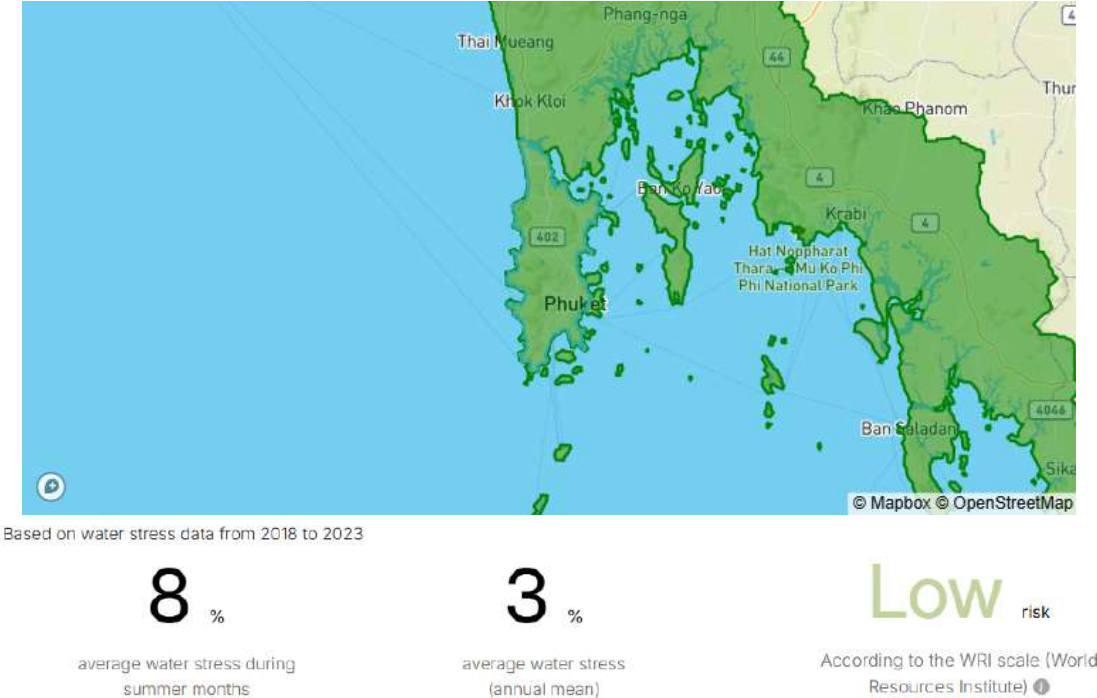 Phang-nga
4
Thai Mueang
44
Khok Kloi
Thur
Khao Phanom
4
Ban Ko Yao
Krabi
4
402
Hat Noppharat
Thara—Mu Ko Phi
Phi National Park
Phuket
4046
Ban Saladan
Sika
© Mapbox © OpenStreetMap
Based on water stress data from 2018 to 2023
8 %
3 %
Low risk
average water stress during
summer months
average water stress
(annual mean)
According to the WRI scale (World
Resources Institute)